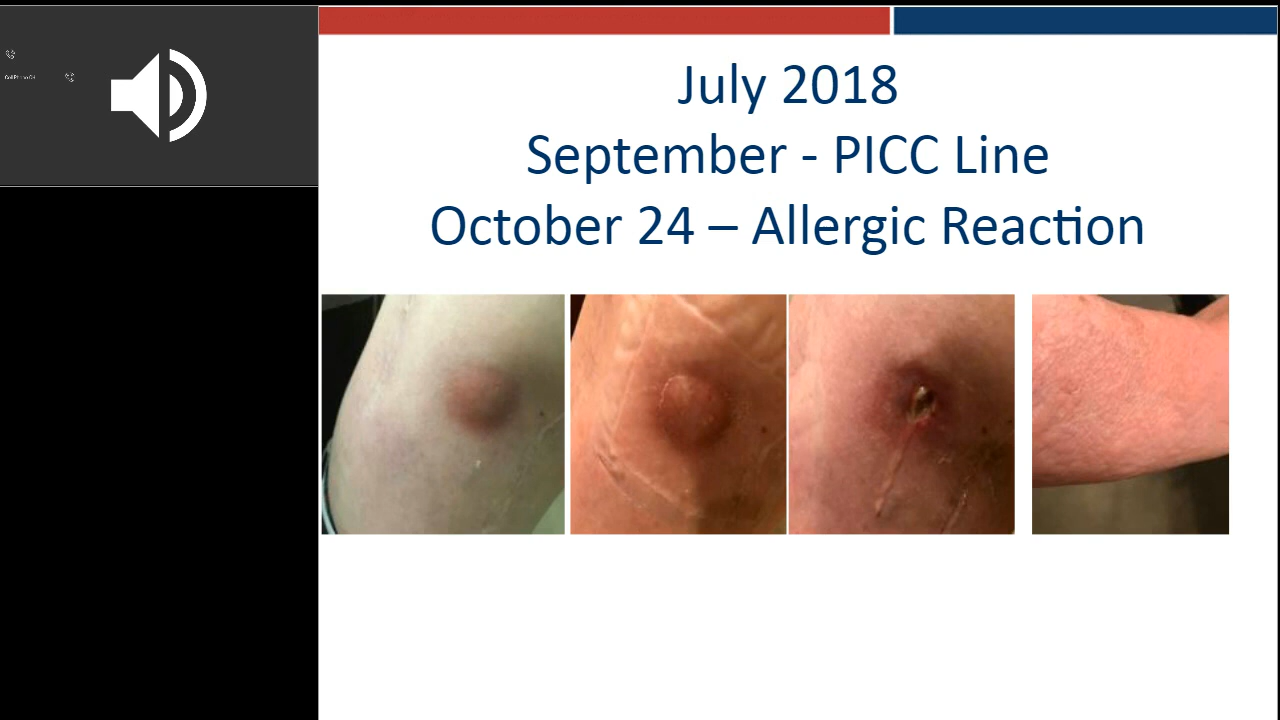 July 2018
September - PICC Line
October 24 – Allergic Reaction